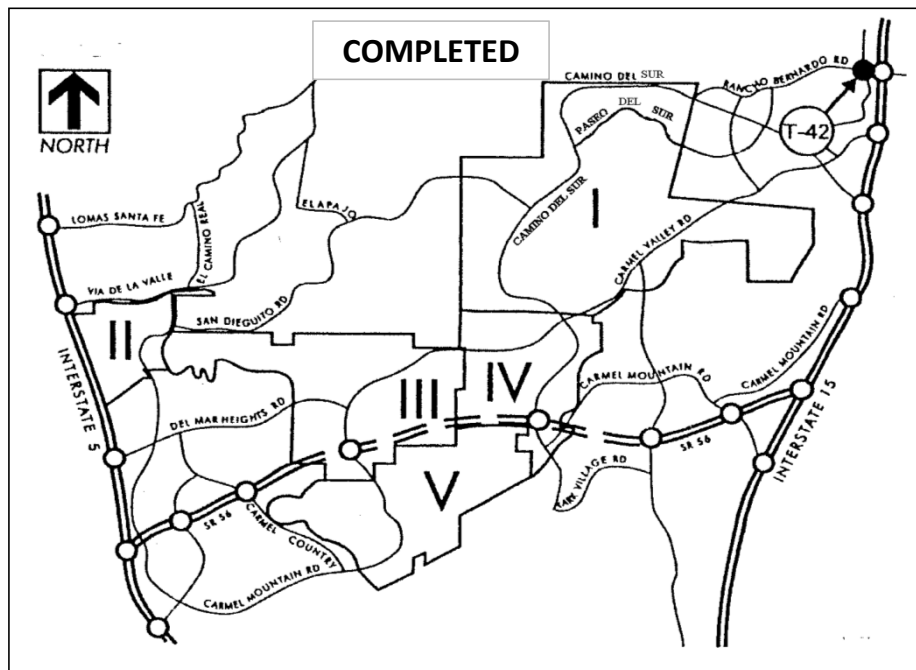 COMPLETED
NORTH
CAMINO DEL SUR
RANCHO BERNARDO RD
PASEO DEL SUR
T-42
LOMAS SANTA FE
EL CAMINO REAL
EL APAJO
CAMINO DEL SUR
I
CARMEL VALLEY RD
VIA DE LA VALLE
SAN DIEGUITO RD
II
INTERSTATE 5
III
IV
CARMEL MOUNTAIN RD
CARMEL MOUNTAIN RD
DEL MAR HEIGHTS RD
INTERSTATE 15
SR 56
PARK VILLAGE RD
V
SR 56
CARMEL COUNTRY
CARMEL MOUNTAIN RD